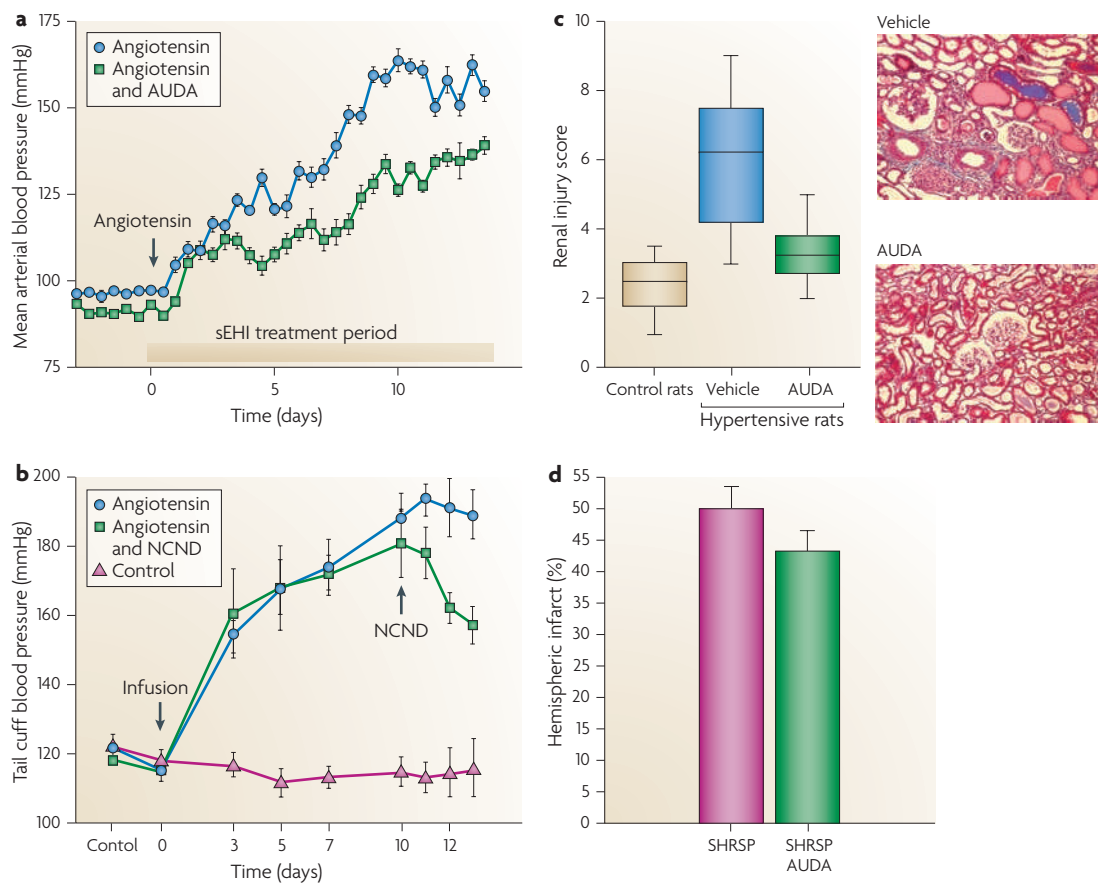 a
Mean arterial blood pressure (mmHg)
175
150
125
100
75
Angiotensin
Angiotensin
and AUDA
Angiotensin
sEHI treatment period
0
5
10
Time (days)
c
Renal injury score
10
8
6
4
2
0
Control rats
Vehicle
AUDA
Hypertensive rats
Vehicle
AUDA
b
Tail cuff blood pressure (mmHg)
200
180
160
140
120
100
Angiotensin
Angiotensin
and NCND
Control
Infusion
NCND
Contol
0
3
5
7
10
12
Time (days)
d
Hemispheric infarct (%)
55
50
45
40
35
30
25
20
15
10
5
0
SHRSP
SHRSP
AUDA